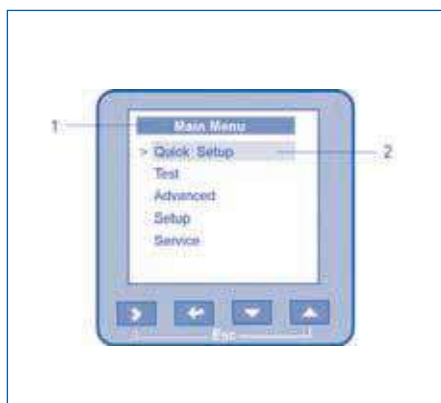 1 Main Menu
> Quick Setup 2
Test
Advanced
Setup
Service
Esc